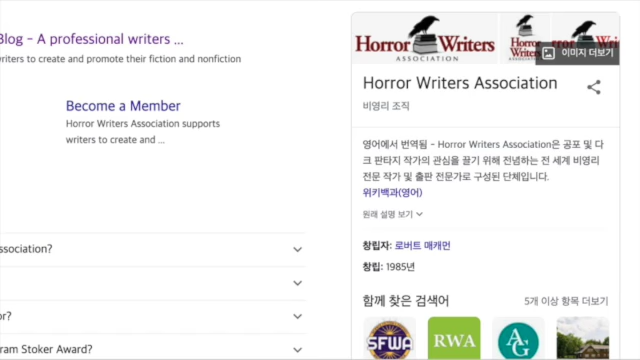 Blog – A professional writers ...
writers to create and promote their fiction and nonfiction
Become a Member
Horror Writers Association supports
writers to create and ...
ssociation?
or?
ram Stoker Award?
Horror Writers
ASSOCIATION
이미지 더보기
Horror Writers Association
비영리 조직
영어에서 번역됨 – Horror Writers Association은 공포 및 다
크 판타지 작가의 관심을 끌기 위해 전념하는 전 세계 비영리
전문 작가 및 출판 전문가로 구성된 단체입니다.
위키백과(영어)
원래 설명 보기
창립자: 로버트 매캐먼
창립: 1985년
함께 찾은 검색어
5개 이상 항목 더보기
SFWA
RWA
AG